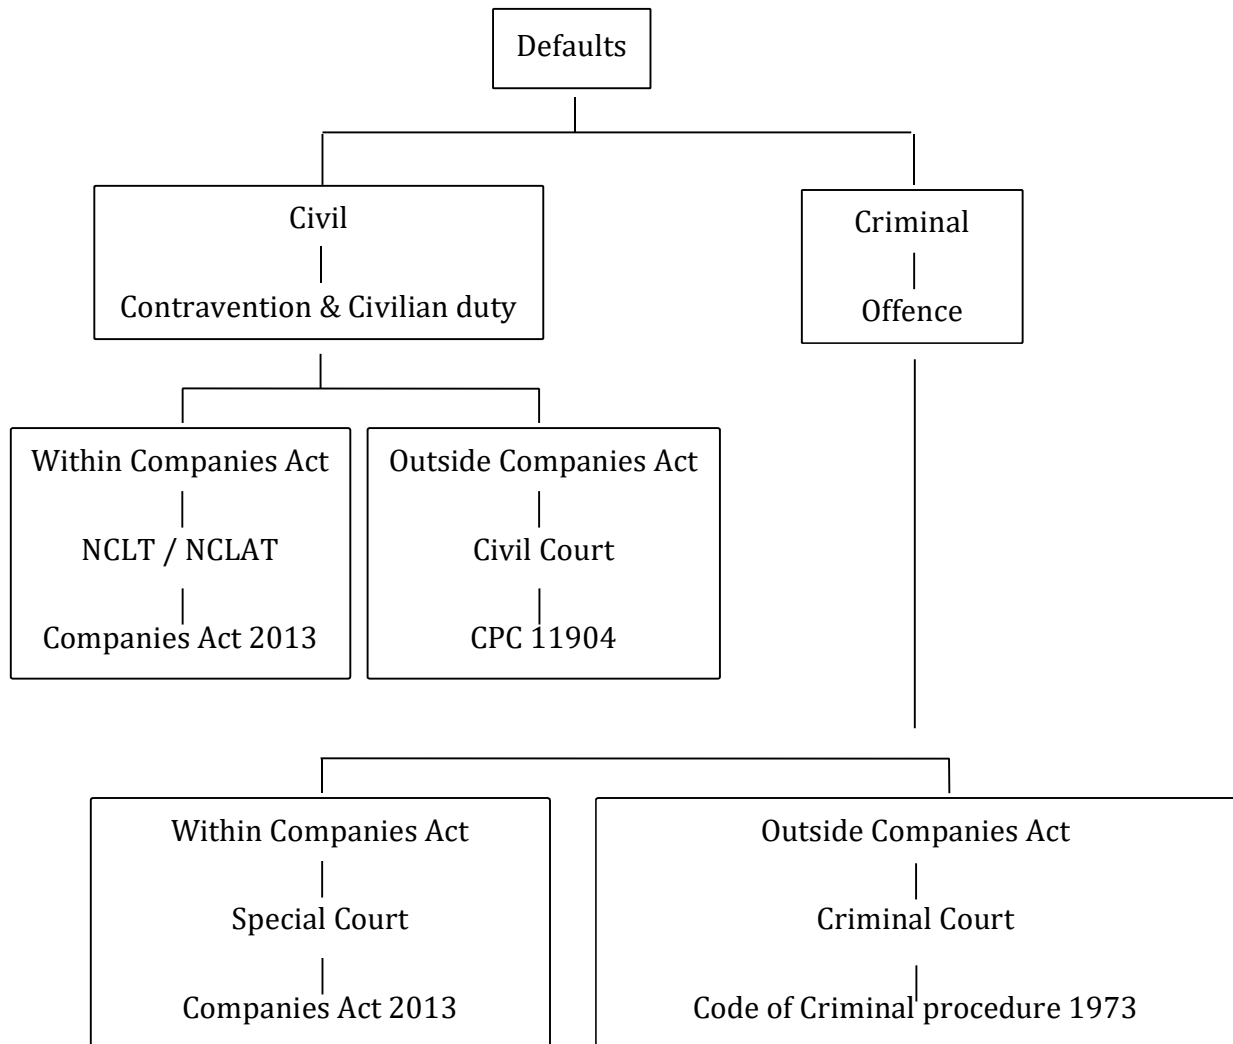 Defaults
Civil
Contravention & Civilian duty
Criminal
Offence
Within Companies Act
NCLT / NCLAT
Companies Act 2013
Outside Companies Act
Civil Court
CPC 11904
Within Companies Act
Special Court
Companies Act 2013
Outside Companies Act
Criminal Court
Code of Criminal procedure 1973